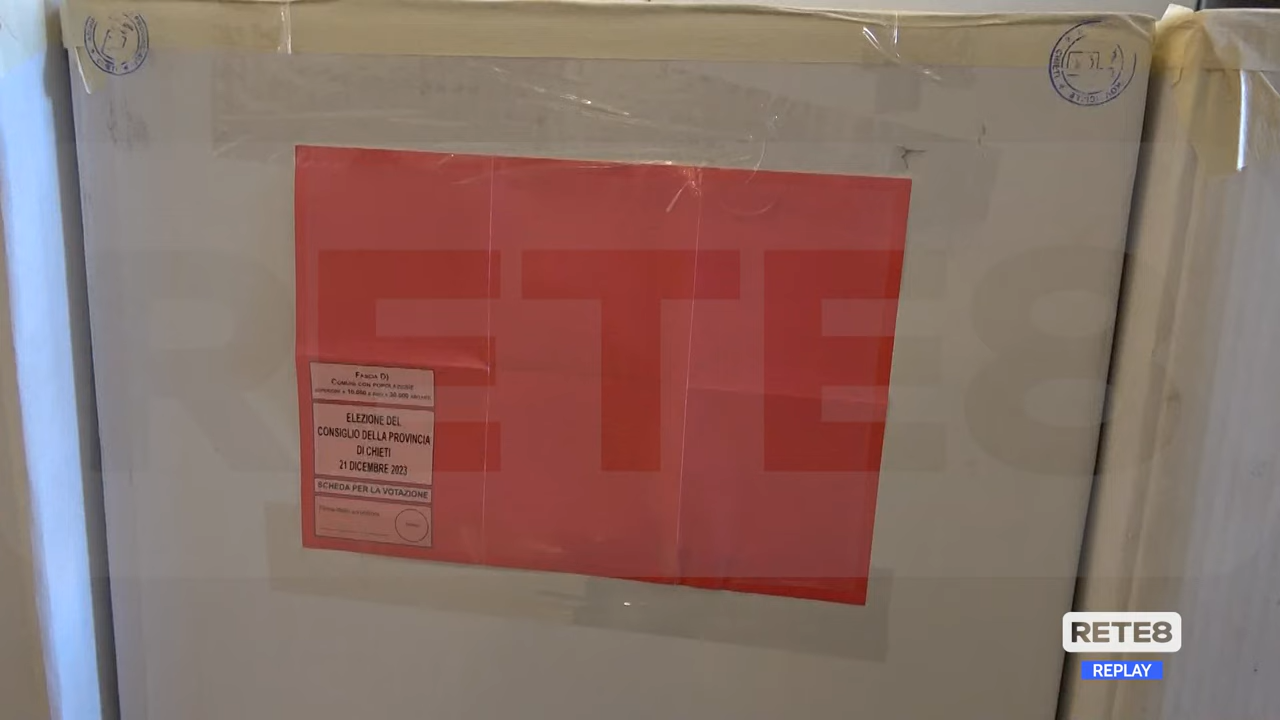 FASCIA D)
COMUNI CON POPOLAZIONE
SUPERIORE A 10.000 E FINO A 30.000 ABITANTI
ELEZIONE DEL
CONSIGLIO DELLA PROVINCIA
DI CHIETI
21 DICEMBRE 2023
SCHEDA PER LA VOTAZIONE
RETE8
RETE8
REPLAY